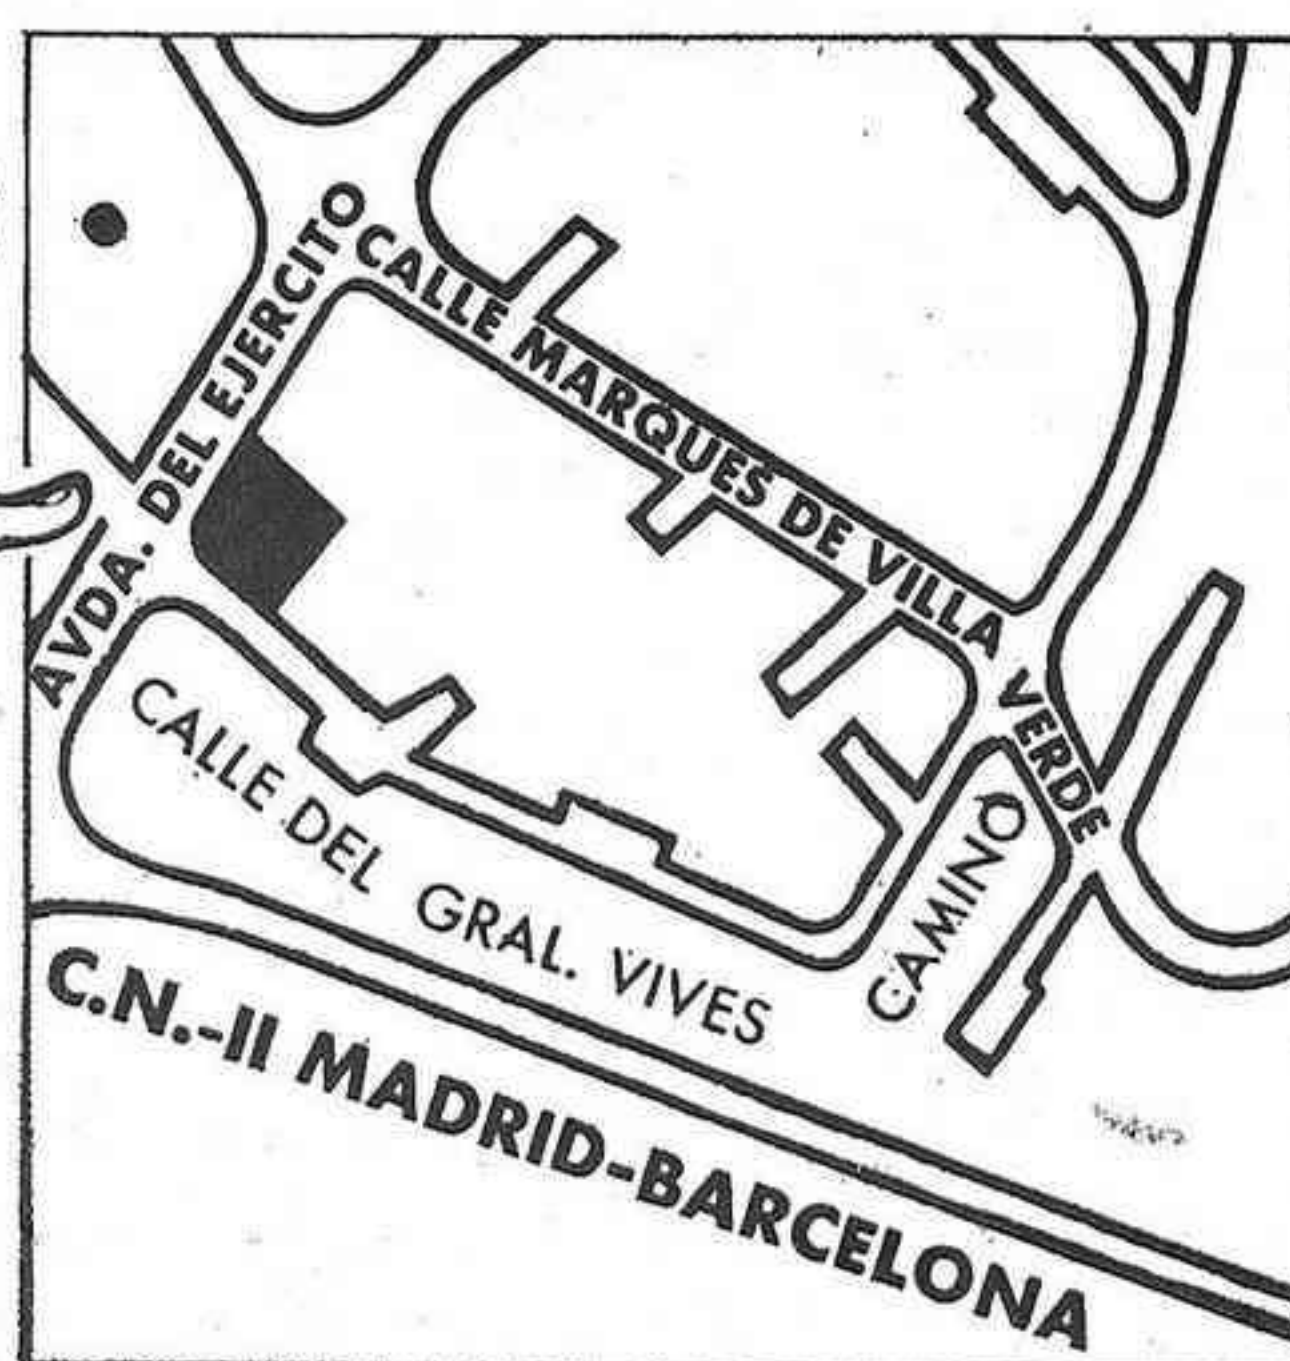 AVDA. DEL EJERCITO
CALLE MARQUES DE VILLA VERDE
CALLE DEL GRAL. VIVES
CAMINO
C.N.-II MADRID-BARCELONA